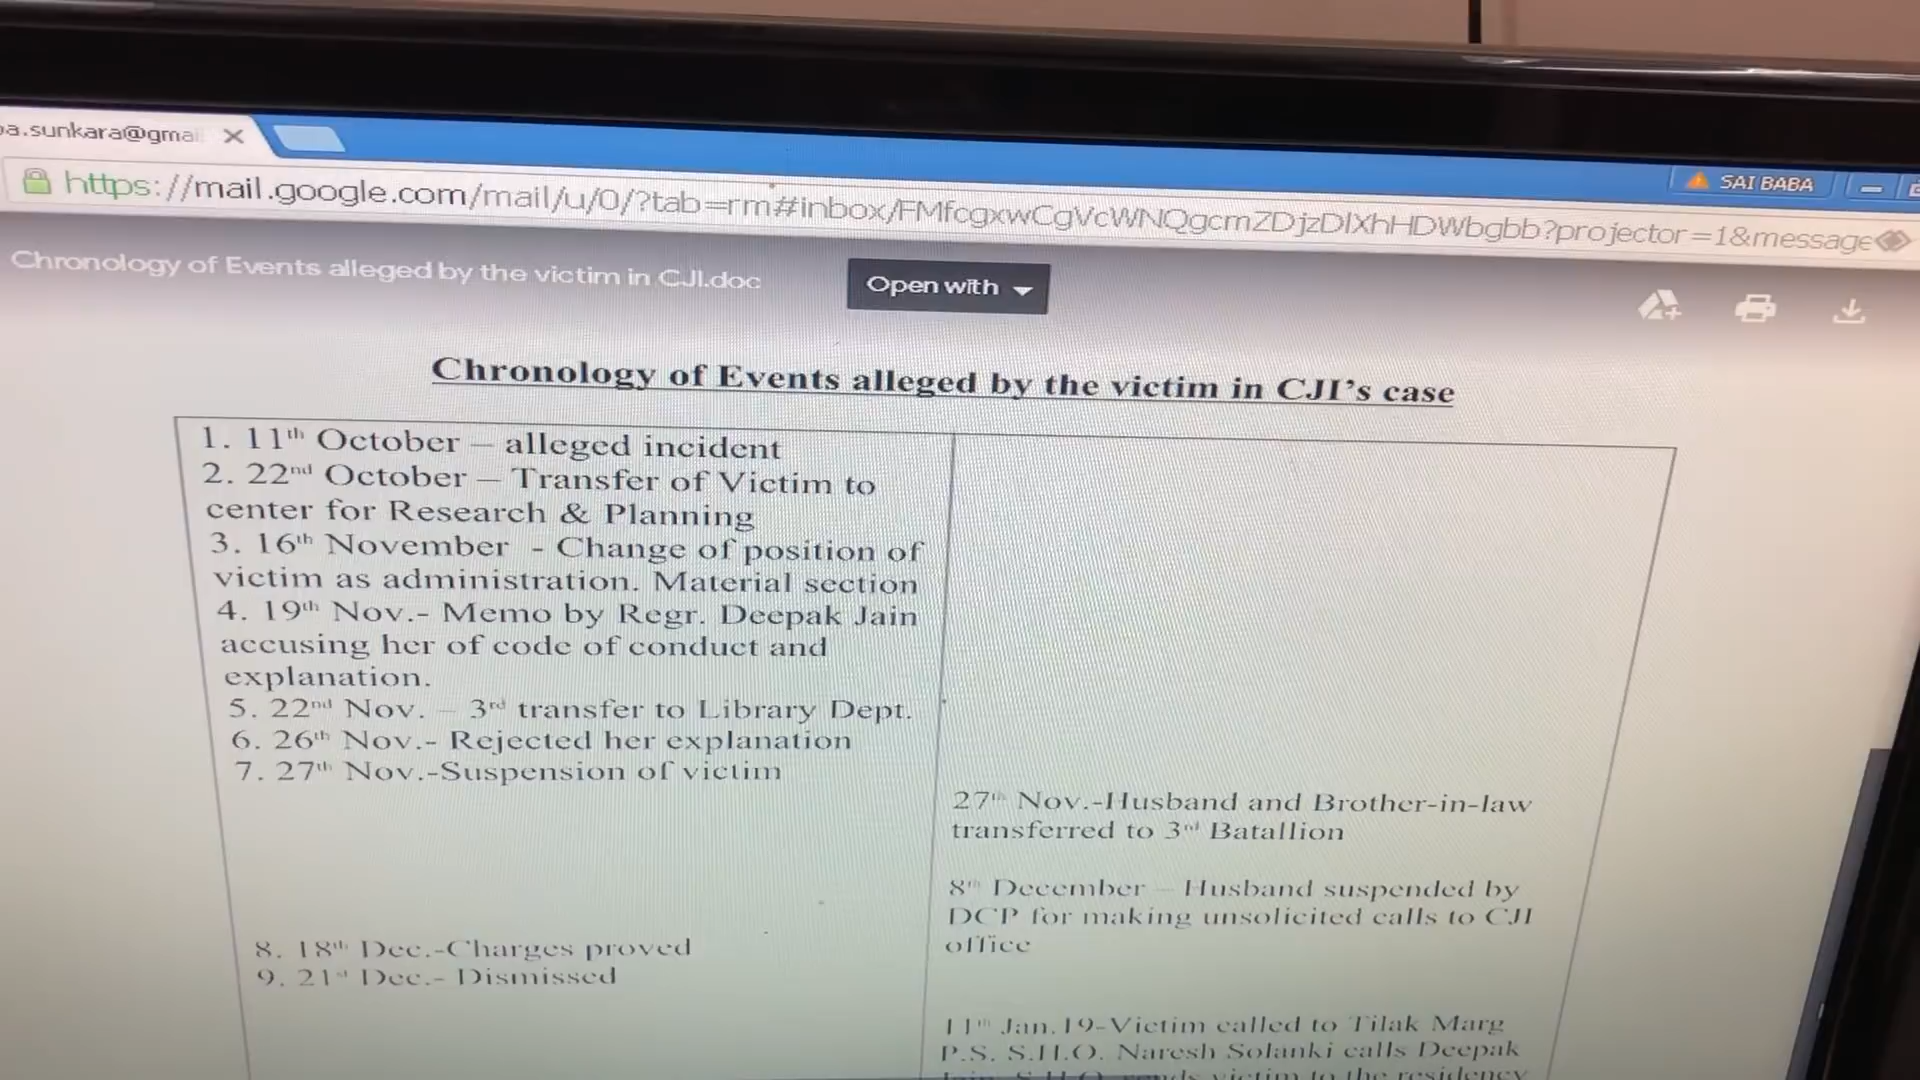 a.sunkara@gmai
SAI BABA
https://mail.google.com/mail/u/0/?tab=rm#inbox/FMfcgxwCgVcWNQgcmZDjzDlXhHDWbgbb?projector=1&message
Chronology of Events alleged by the victim in CJI.doc
Open with
Chronology of Events alleged by the victim in CJI's case
1. 11th October – alleged incident
2. 22nd October – Transfer of Victim to
center for Research & Planning
3. 16th November - Change of position of
victim as administration. Material section
4. 19th Nov.- Memo by Regr. Deepak Jain
accusing her of code of conduct and
explanation.
5. 22nd Nov. – 3rd transfer to Library Dept.
6. 26th Nov.- Rejected her explanation
7. 27th Nov.-Suspension of victim
27th Nov.-Husband and Brother-in-law
transferred to 3rd Batallion
8th December – Husband suspended by
DCP for making unsolicited calls to CJI
office
8. 18th Dec.-Charges proved
9. 21st Dec.- Dismissed
11th Jan.19-Victim called to Tilak Marg
P.S. S.H.O. Naresh Solanki calls Deepak
Jain. S.H.O. sends victim to the residency